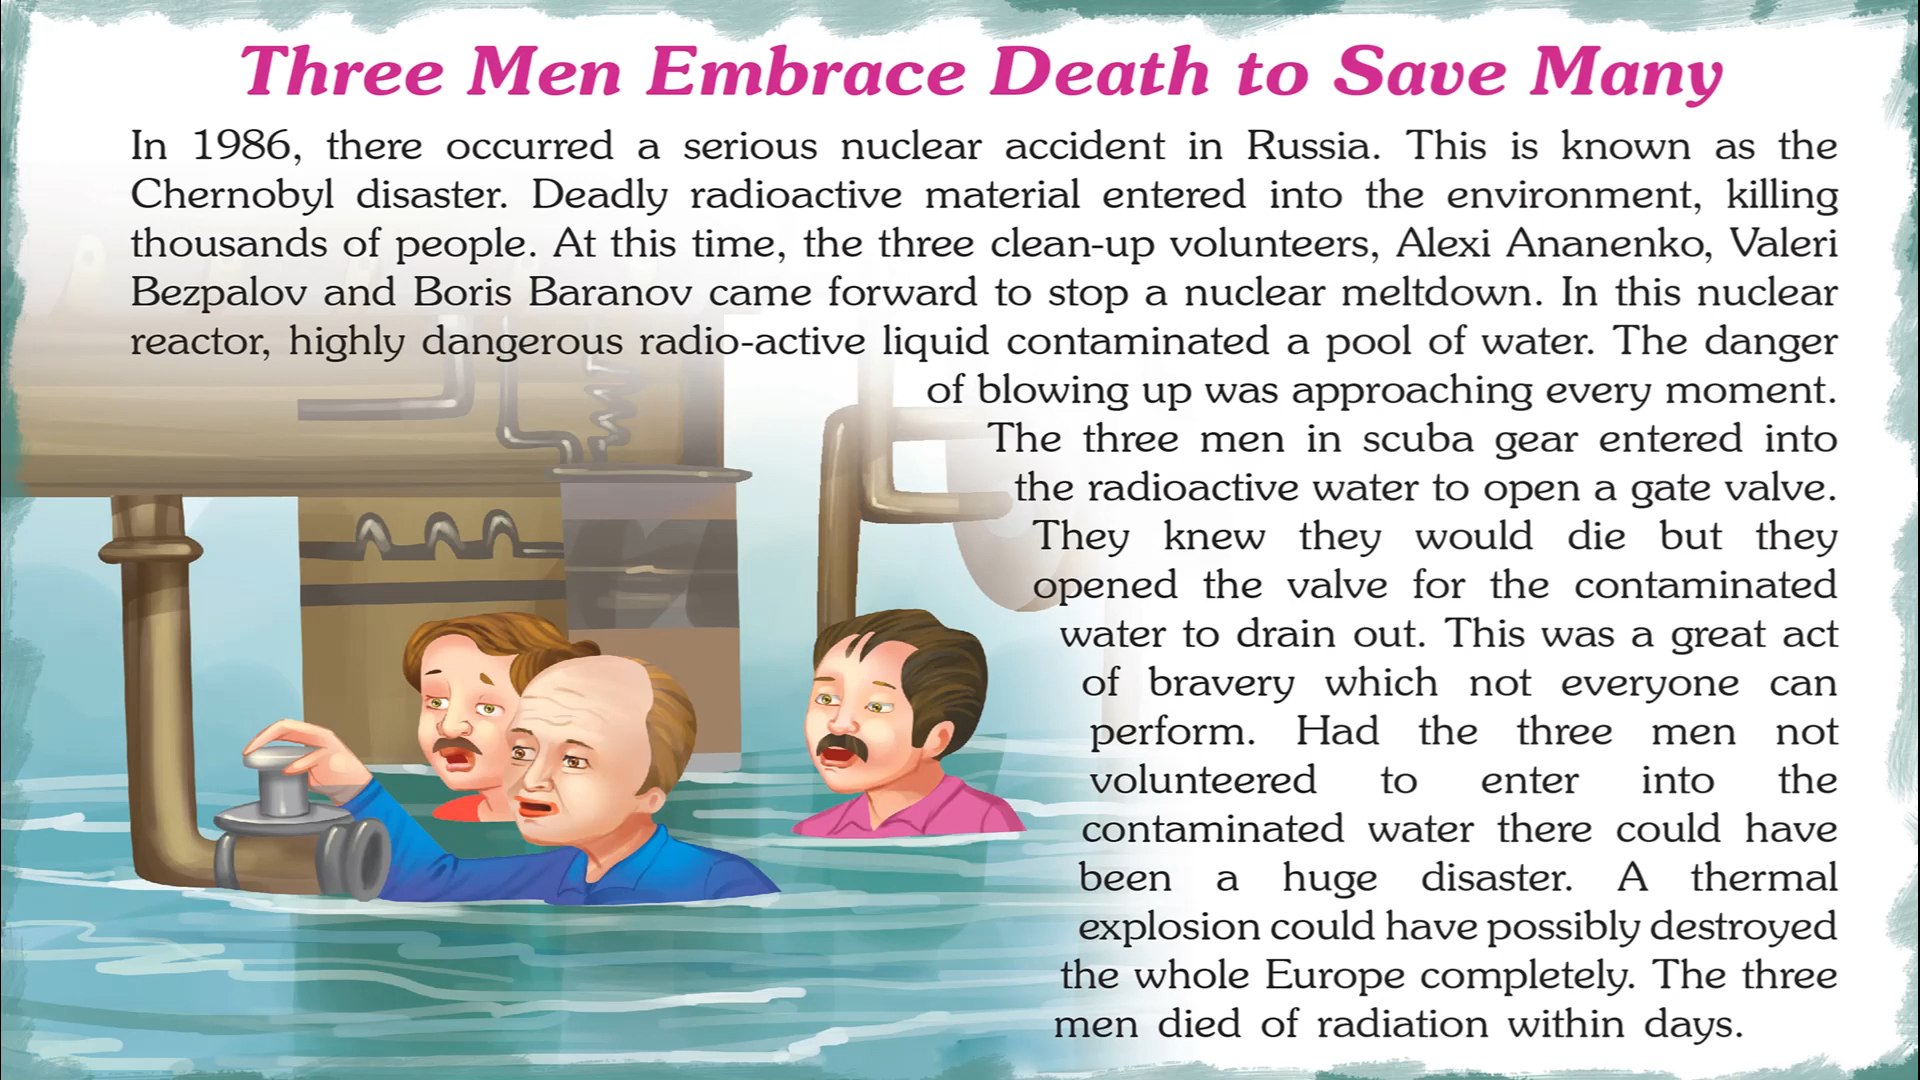 Three Men Embrace Death to Save Many
In 1986, there occurred a serious nuclear accident in Russia. This is known as the
Chernobyl disaster. Deadly radioactive material entered into the environment, killing
thousands of people. At this time, the three clean-up volunteers, Alexi Ananenko, Valeri
Bezpalov and Boris Baranov came forward to stop a nuclear meltdown. In this nuclear
reactor, highly dangerous radio-active liquid contaminated a pool of water. The danger
of blowing up was approaching every moment.
The three men in scuba gear entered into
the radioactive water to open a gate valve.
They knew they would die but they
opened the valve for the contaminated
water to drain out. This was a great act
of bravery which not everyone can
perform. Had the three men not
volunteered to enter into the
contaminated water there could have
been a huge disaster. A thermal
explosion could have possibly destroyed
the whole Europe completely. The three
men died of radiation within days.